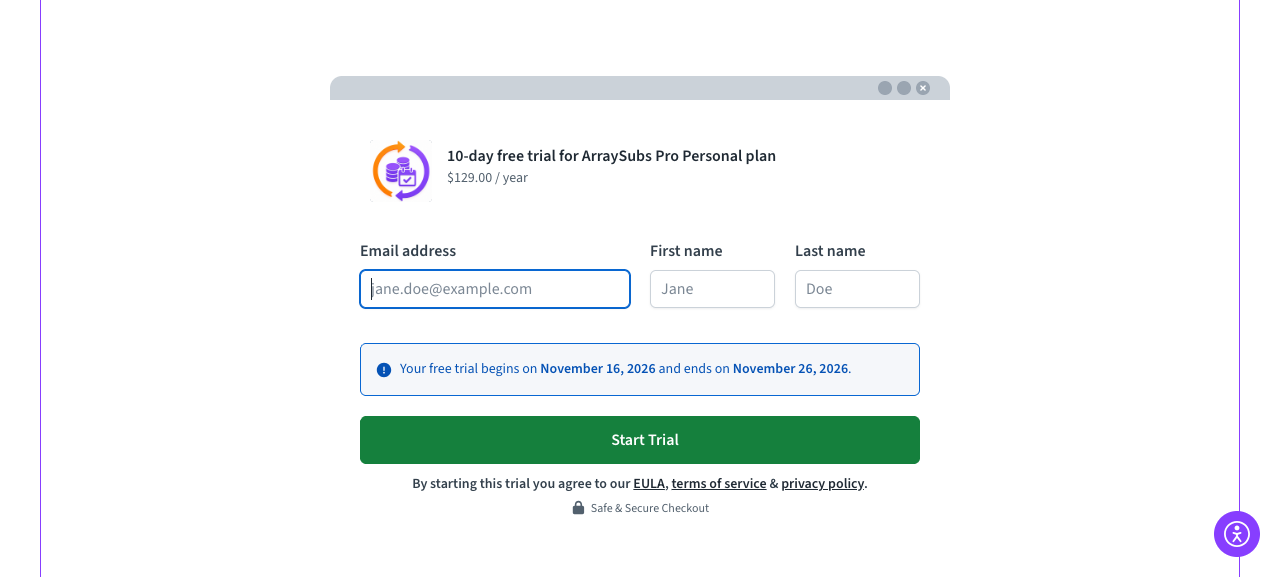 10-day free trial for ArraySubs Pro Personal plan
$129.00 / year
Email address First name Last name
jane.doe@example.com Jane Doe
Your free trial begins on November 16, 2026 and ends on November 26, 2026.
Start Trial
By starting this trial you agree to our EULA, terms of service & privacy policy.
Safe & Secure Checkout